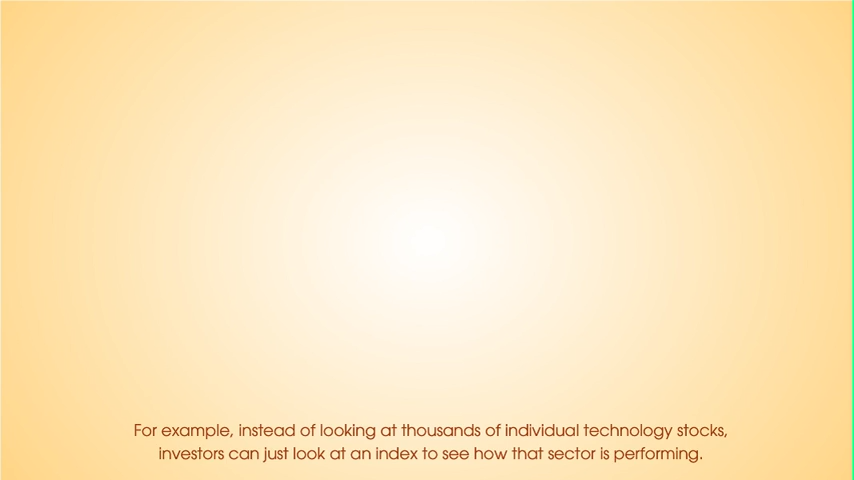 For example, instead of looking at thousands of individual technology stocks,
investors can just look at an index to see how that sector is performing.